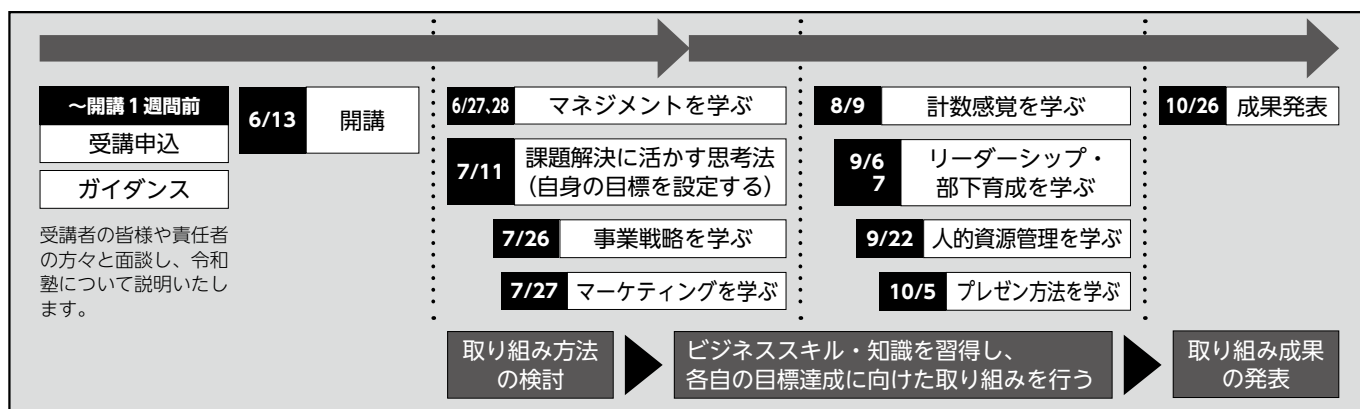 ～開講1週間前
受講申込
ガイダンス
受講者の皆様や責任者
の方々と面談し、令和
塾について説明いたし
ます。
6/13 開講
6/27、28 マネジメントを学ぶ
7/11 課題解決に活かす思考法
（自身の目標を設定する）
7/26 事業戦略を学ぶ
7/27 マーケティングを学ぶ
8/9 計数感覚を学ぶ
9/6 リーダーシップ・
7 部下育成を学ぶ
9/22 人的資源管理を学ぶ
10/5 プレゼン方法を学ぶ
10/26 成果発表
取り組み方法
の検討
ビジネススキル・知識を習得し、
各自の目標達成に向けた取り組みを行う
取り組み成果
の発表